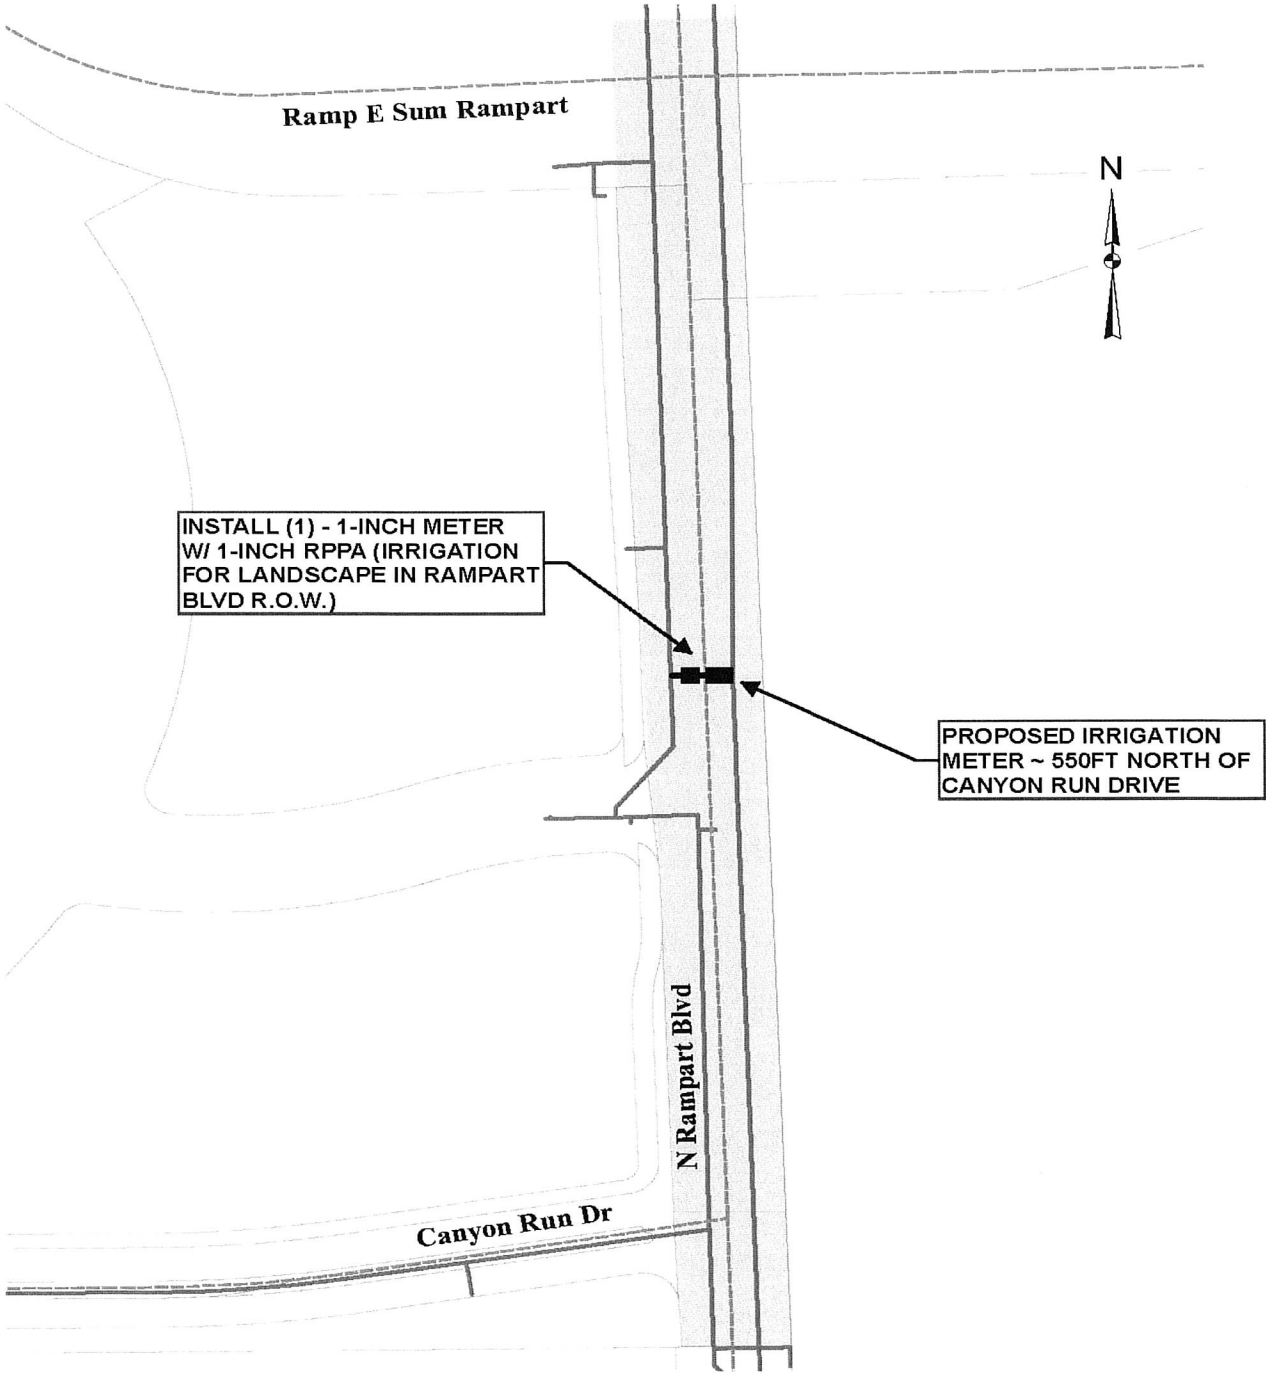 Ramp E Sum Rampart
N
INSTALL (1) - 1-INCH METER
W/ 1-INCH RPPA (IRRIGATION
FOR LANDSCAPE IN RAMPART
BLVD R.O.W.)
PROPOSED IRRIGATION
METER ~ 550FT NORTH OF
CANYON RUN DRIVE
N Rampart Blvd
Canyon Run Dr